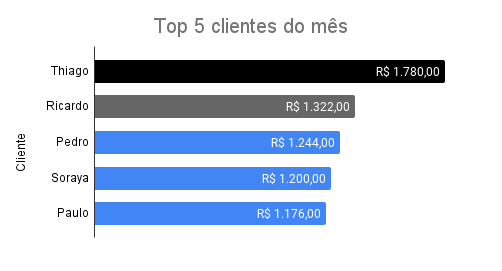 Top 5 clientes do mês
Cliente
Thiago R$ 1.780,00
Ricardo R$ 1.322,00
Pedro R$ 1.244,00
Soraya R$ 1.200,00
Paulo R$ 1.176,00